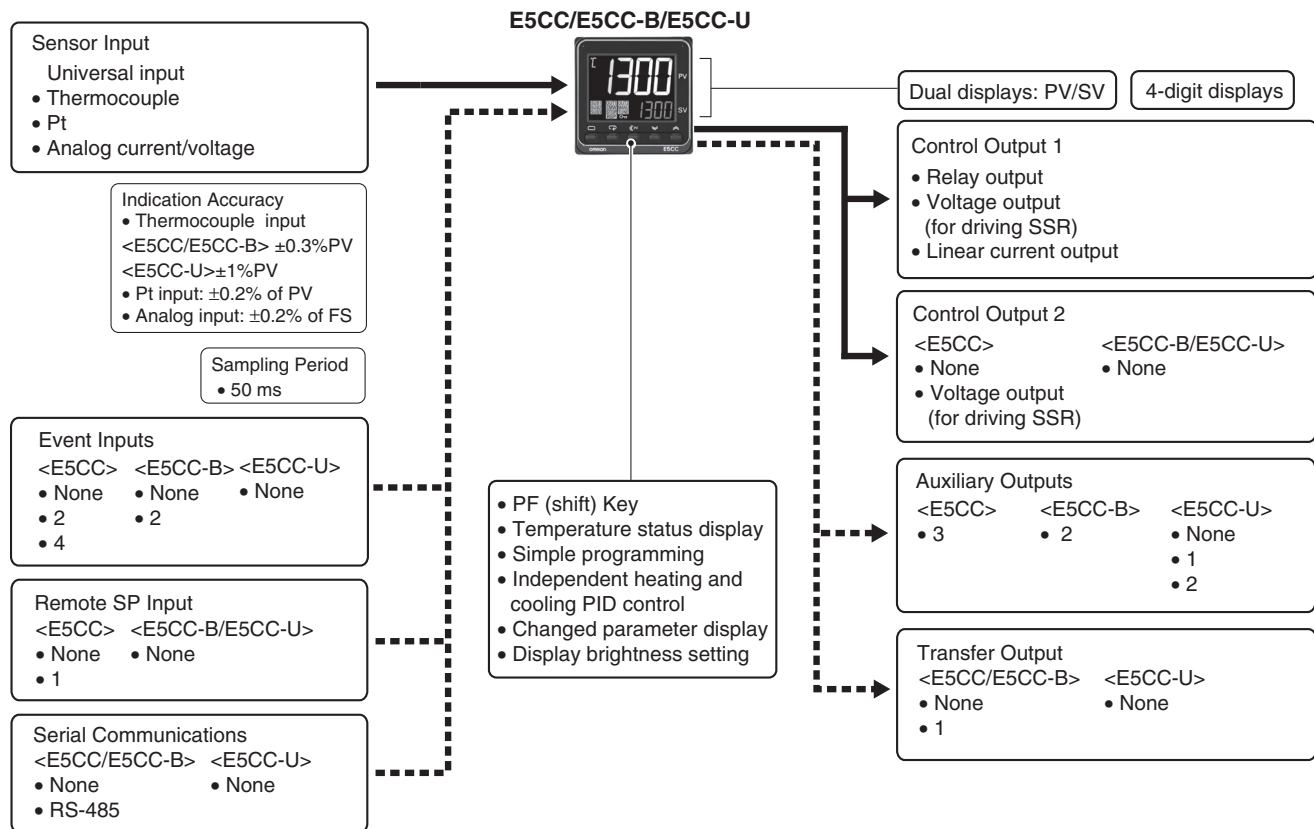 E5CC/E5CC-B/E5CC-U
Sensor Input
Universal input
• Thermocouple
• Pt
• Analog current/voltage
Indication Accuracy
• Thermocouple input
<E5CC/E5CC-B> ±0.3%PV
<E5CC-U>±1%PV
• Pt input: ±0.2% of PV
• Analog input: ±0.2% of FS
Sampling Period
• 50 ms
Event Inputs
<E5CC> <E5CC-B> <E5CC-U>
• None • None • None
• 2 • 2
• 4
Remote SP Input
<E5CC> <E5CC-B/E5CC-U>
• None • None
• 1
Serial Communications
<E5CC/E5CC-B> <E5CC-U>
• None • None
• RS-485
1300
PV
1300
SV
omron E5CC
• PF (shift) Key
• Temperature status display
• Simple programming
• Independent heating and
cooling PID control
• Changed parameter display
• Display brightness setting
Dual displays: PV/SV 4-digit displays
Control Output 1
• Relay output
• Voltage output
(for driving SSR)
• Linear current output
Control Output 2
<E5CC> <E5CC-B/E5CC-U>
• None • None
• Voltage output
(for driving SSR)
Auxiliary Outputs
<E5CC> <E5CC-B> <E5CC-U>
• 3 • 2 • None
• 1
• 2
Transfer Output
<E5CC/E5CC-B> <E5CC-U>
• None • None
• 1